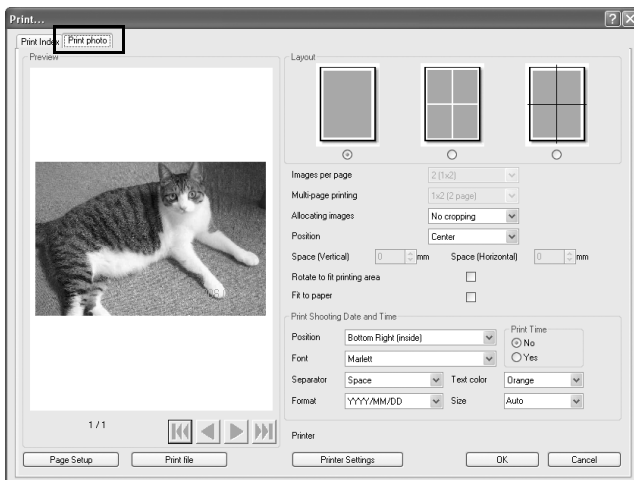 Print...
Print Index
Print photo
Preview
Layout
Images per page
2 (1x2)
Multi-page printing
1x2 (2 page)
Allocating images
No cropping
Position
Center
Space (Vertical)
0
mm
Space (Horizontal)
0
mm
Rotate to fit printing area
Fit to paper
Print Shooting Date and Time
Position
Bottom Right (inside)
Print Time
No
Yes
Font
Marlett
Separator
Space
Text color
Orange
Format
YYYY/MM/DD
Size
Auto
1 / 1
Printer
Page Setup
Print file
Printer Settings
OK
Cancel